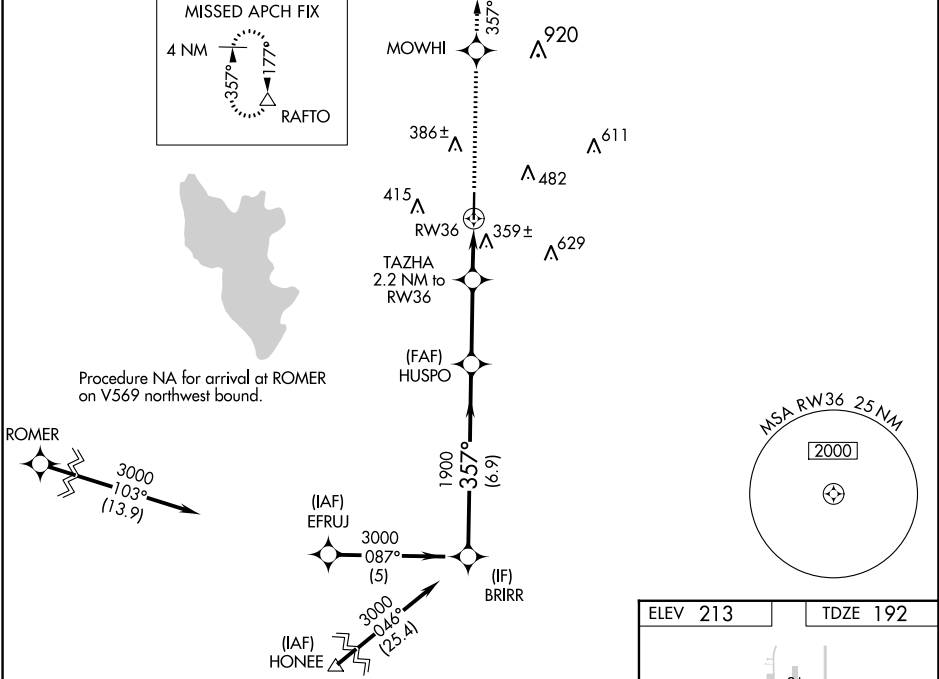 MISSED APCH FIX
4 NM
357°
177°
RAFTO
357°
MOWHI
920
386±
611
482
415
RW36
359±
629
TAZHA
2.2 NM to
RW36
(FAF)
HUSPO
Procedure NA for arrival at ROMER
on V569 northwest bound.
ROMER
3000
103°
(13.9)
1900
357°
(6.9)
MSA RW36 25 NM
2000
(IAF)
EFRUJ
3000
087°
(5)
(IF)
BRIRR
3000
046°
(25.4)
(IAF)
HONEE
ELEV 213
TDZE 192